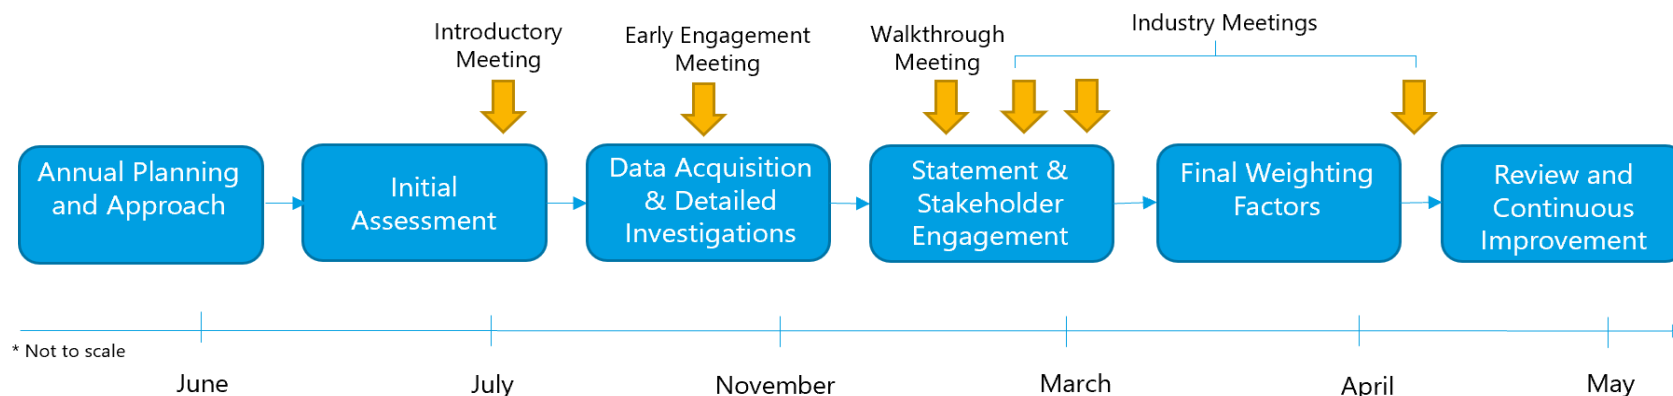 Introductory
Meeting
Early Engagement
Meeting
Walkthrough
Meeting
Industry Meetings
Annual Planning
and Approach
Initial
Assessment
Data Acquisition
& Detailed
Investigations
Statement &
Stakeholder
Engagement
Final Weighting
Factors
Review and
Continuous
Improvement
* Not to scale
June
July
November
March
April
May